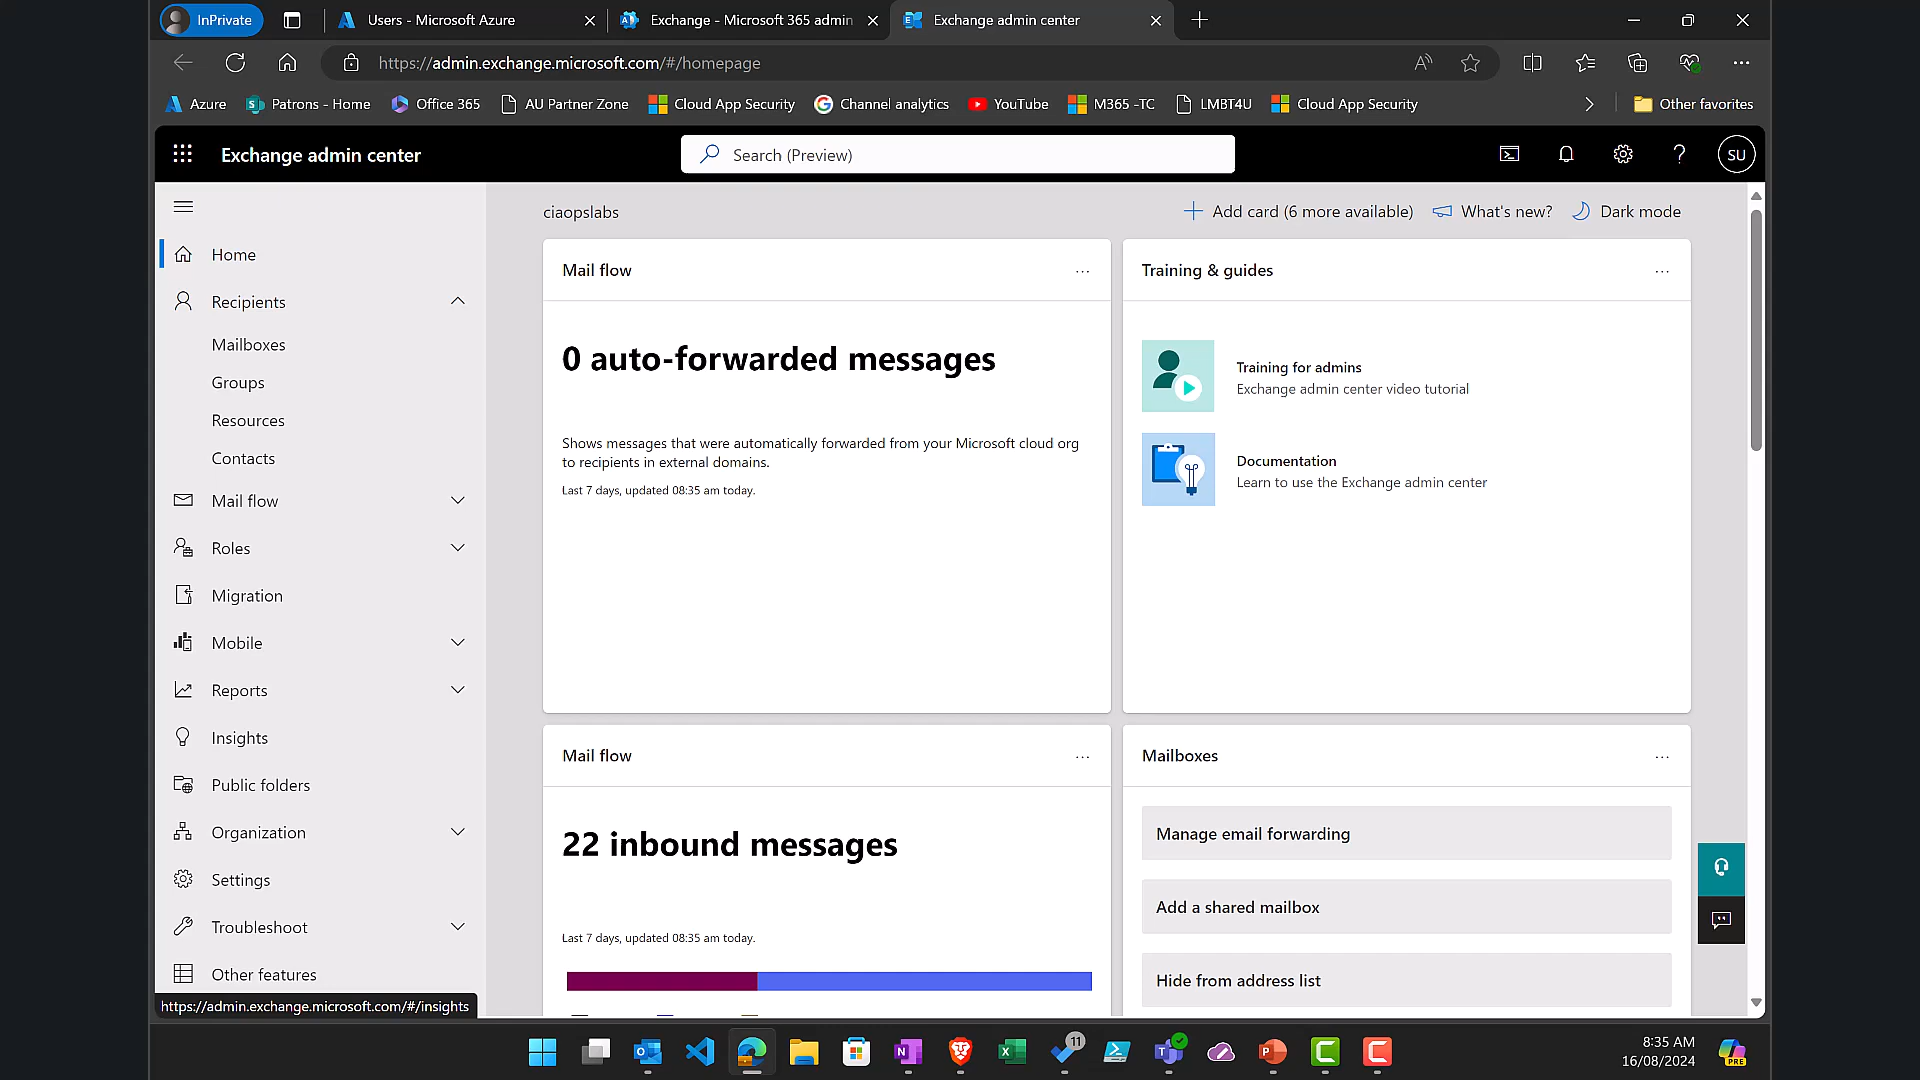 InPrivate
Users - Microsoft Azure
Exchange - Microsoft 365 admin
Exchange admin center
https://admin.exchange.microsoft.com/#/homepage
Azure
Patrons - Home
Office 365
AU Partner Zone
Cloud App Security
Channel analytics
YouTube
M365 -TC
LMBT4U
Cloud App Security
Other favorites
Exchange admin center
Search (Preview)
SU
Home
Recipients
Mailboxes
Groups
Resources
Contacts
Mail flow
Roles
Migration
Mobile
Reports
Insights
Public folders
Organization
Settings
Troubleshoot
Other features
https://admin.exchange.microsoft.com/#/insights
ciaopslabs
Add card (6 more available)
What's new?
Dark mode
Mail flow
0 auto-forwarded messages
Shows messages that were automatically forwarded from your Microsoft cloud org
to recipients in external domains.
Last 7 days, updated 08:35 am today.
Training & guides
Training for admins
Exchange admin center video tutorial
Documentation
Learn to use the Exchange admin center
Mail flow
22 inbound messages
Last 7 days, updated 08:35 am today.
Mailboxes
Manage email forwarding
Add a shared mailbox
Hide from address list
11
8:35 AM
16/08/2024
PRE